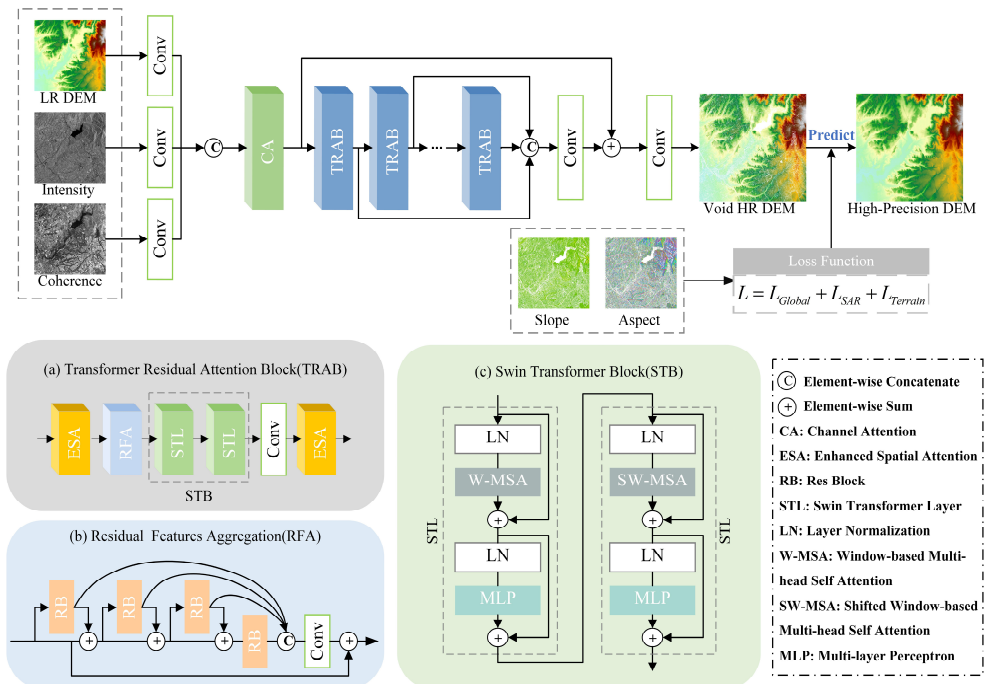 LR DEM
Intensity
Coherence
Conv
Conv
Conv
C
CA
TRAB
TRAB
...
TRAB
C
Conv
+
Conv
Void HR DEM
Predict
High-Precision DEM
Slope
Aspect
Loss Function
L = L_Global + L_SAR + L_Terrain
(a) Transformer Residual Attention Block(TRAB)
ESA
RFA
STL
STL
Conv
ESA
STB
(b) Residual Features Aggregation(RFA)
RB
+
RB
+
RB
+
RB
C
Conv
+
(c) Swin Transformer Block(STB)
LN
W-MSA
+
LN
MLP
+
STL
LN
SW-MSA
+
LN
MLP
+
STL
C Element-wise Concatenate
+ Element-wise Sum
CA: Channel Attention
ESA: Enhanced Spatial Attention
RB: Res Block
STL: Swin Transformer Layer
LN: Layer Normalization
W-MSA: Window-based Multi-
head Self Attention
SW-MSA: Shifted Window-based
Multi-head Self Attention
MLP: Multi-layer Perceptron